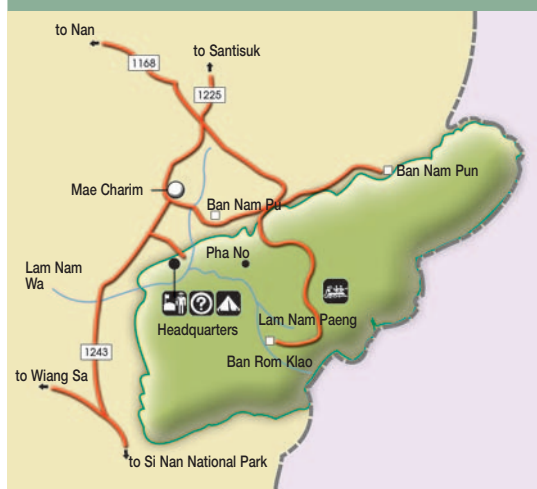 to Nan
to Santisuk
1168
1225
Mae Charim
Ban Nam Pun
Ban Nam Pu
Pha No
Lam Nam
Wa
?
Headquarters
Lam Nam Paeng
Ban Rom Klao
1243
to Wiang Sa
to Si Nan National Park